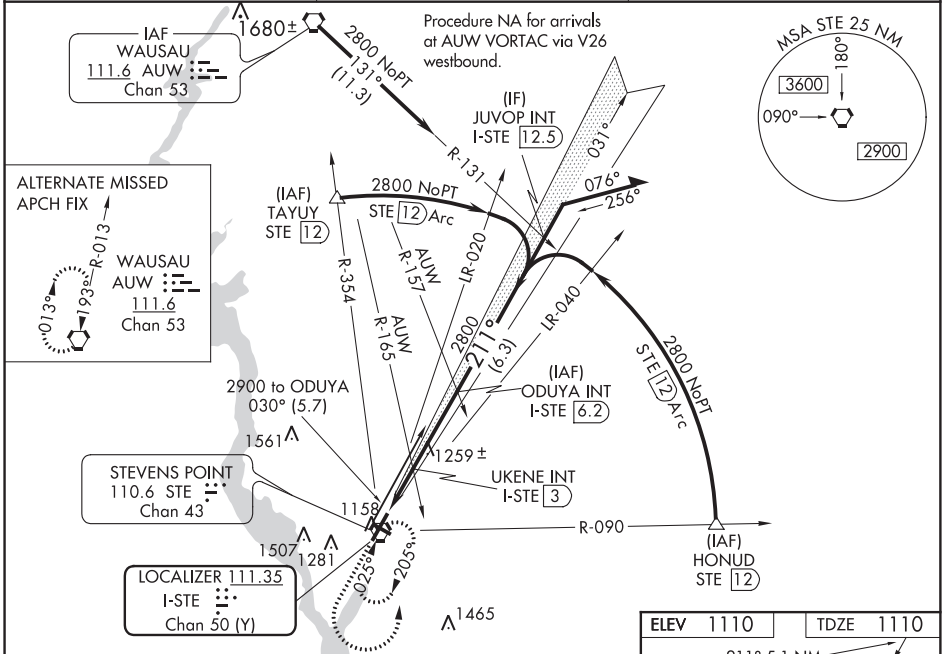 IAF
WAUSAU
111.6 AUW
Chan 53
1680±
2800 NoPT
131°
(11.3)
R-131
Procedure NA for arrivals
at AUW VORTAC via V26
westbound.
MSA STE 25 NM
180°
3600
090°
2900
(IF)
JUVOP INT
I-STE 12.5
031°
076°
256°
ALTERNATE MISSED
APCH FIX
R-013
013°
193°
WAUSAU
AUW
111.6
Chan 53
(IAF)
TAYUY
STE 12
2800 NoPT
STE 12 Arc
R-354
AUW
R-165
AUW
R-157
LR-020
LR-040
2800
211°
(6.3)
2800 NoPT
STE 12 Arc
(IAF)
ODUYA INT
I-STE 6.2
2900 to ODUYA
030° (5.7)
1561
1259±
UKENE INT
I-STE 3
STEVENS POINT
110.6 STE
Chan 43
1158
R-090
(IAF)
HONUD
STE 12
1507
1281
025°
205°
LOCALIZER 111.35
I-STE
Chan 50 (Y)
1465
ELEV 1110
TDZE 1110
211° 5.1 NM